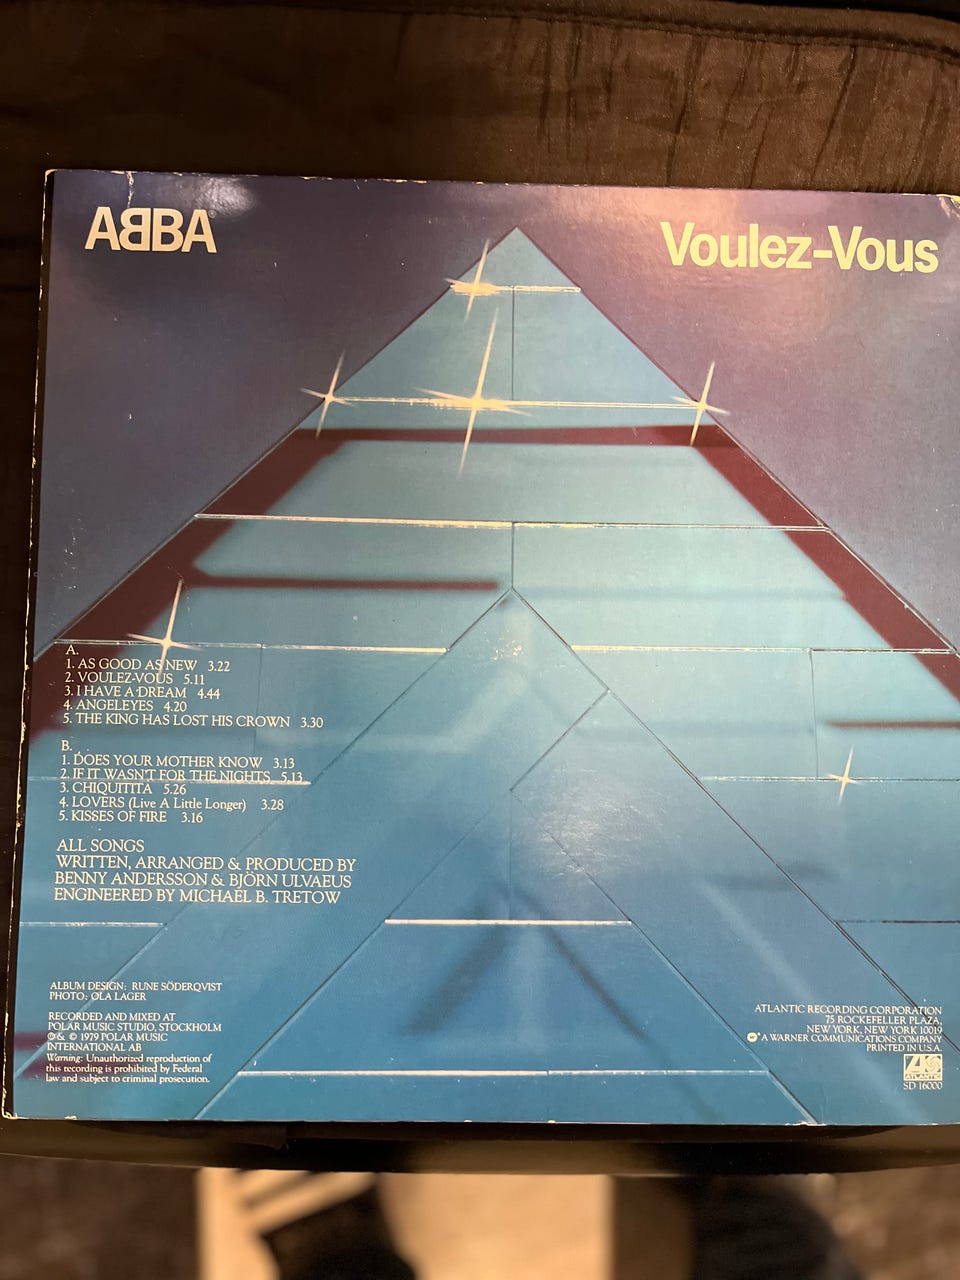 ABBA
Voulez-Vous
A.
1. AS GOOD AS NEW 3.22
2. VOULEZ-VOUS 5.11
3. I HAVE A DREAM 4.44
4. ANGELEYES 4.20
5. THE KING HAS LOST HIS CROWN 3.30
B.
1. DOES YOUR MOTHER KNOW 3.13
2. IF IT WASN'T FOR THE NIGHTS 5.13
3. CHIQUITITA 5.26
4. LOVERS (Live A Little Longer) 3.28
5. KISSES OF FIRE 3.16
ALL SONGS
WRITTEN, ARRANGED & PRODUCED BY
BENNY ANDERSSON & BJÖRN ULVAEUS
ENGINEERED BY MICHAEL B. TRETOW
ALBUM DESIGN: RUNE SÖDERQVIST
PHOTO: OLA LAGER
RECORDED AND MIXED AT
POLAR MUSIC STUDIO, STOCKHOLM
℗ & © 1979 POLAR MUSIC
INTERNATIONAL AB
Warning: Unauthorized reproduction of
this recording is prohibited by Federal
law and subject to criminal prosecution.
ATLANTIC RECORDING CORPORATION
75 ROCKEFELLER PLAZA,
NEW YORK, NEW YORK 10019
A WARNER COMMUNICATIONS COMPANY
PRINTED IN U.S.A.
ATLANTIC
SD 16000